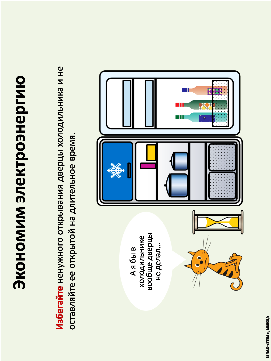 Экономим электроэнергию
Избегайте ненужного открывания дверцы холодильника и не
оставляйте ее открытой на длительное время.
А я бы в
холодильнике
вообще дверцы
не делал...